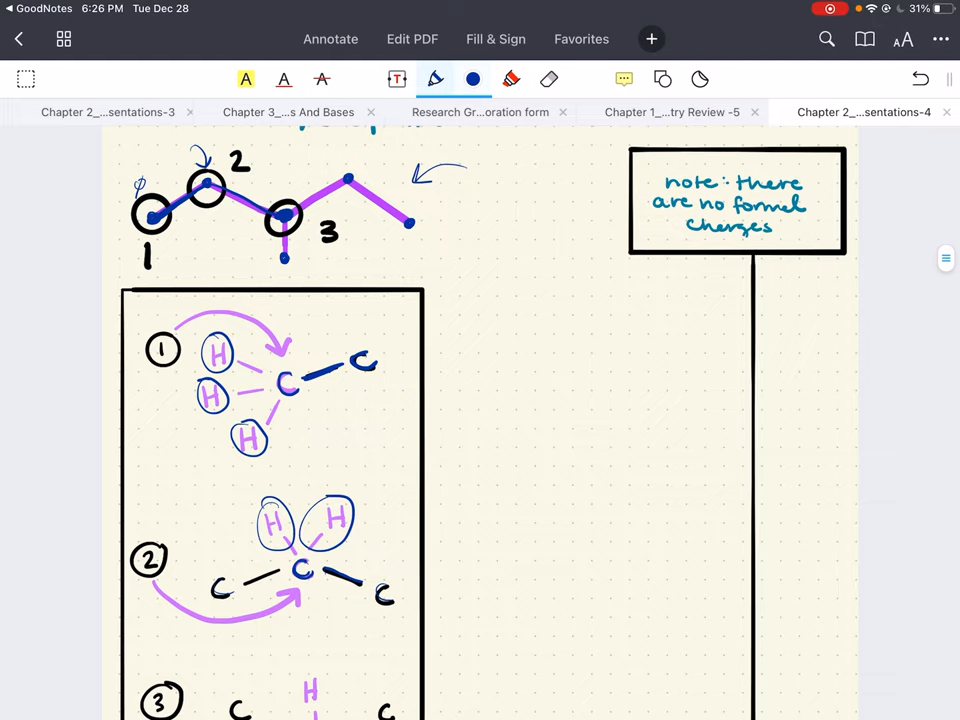 GoodNotes 6:26 PM Tue Dec 28 31%
Annotate Edit PDF Fill & Sign Favorites
A A A T AA
Chapter 2_...sentations-3 Chapter 3_...s And Bases Research Gr...oration form Chapter 1_...try Review -5 Chapter 2_...sentations-4
2
1
3
note: there
are no formal
charges
1
H
C
H
C
H
H
H
2
C
C
C
H
3
C
C